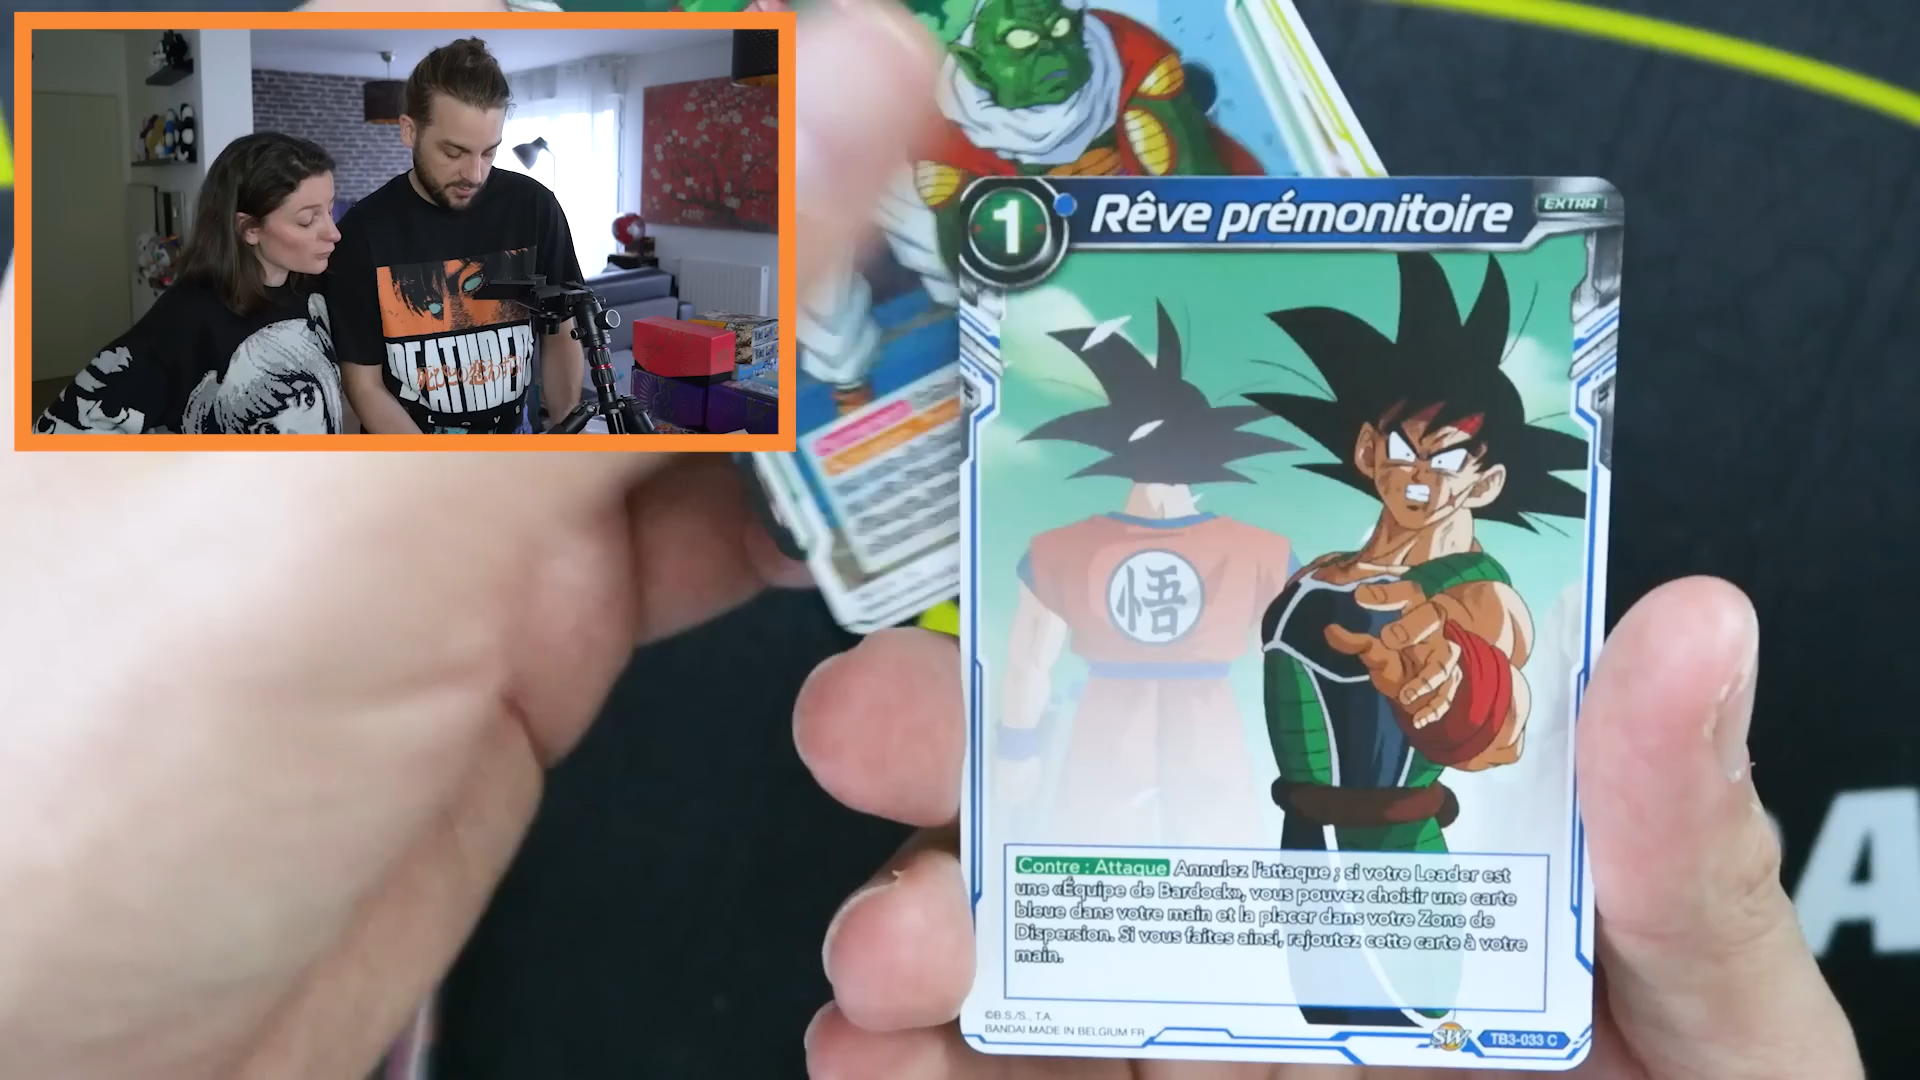 DEATHDE
1
Rêve prémonitoire
EXTRA
悟
Contre : Attaque Annulez l'attaque ; si votre Leader est
une «Équipe de Bardock», vous pouvez choisir une carte
bleue dans votre main et la placer dans votre Zone de
Dispersion. Si vous faites ainsi, rajoutez cette carte à votre
main.
©B.S./S., T.A.
BANDAI MADE IN BELGIUM FR
SW
TB3-033 C
A